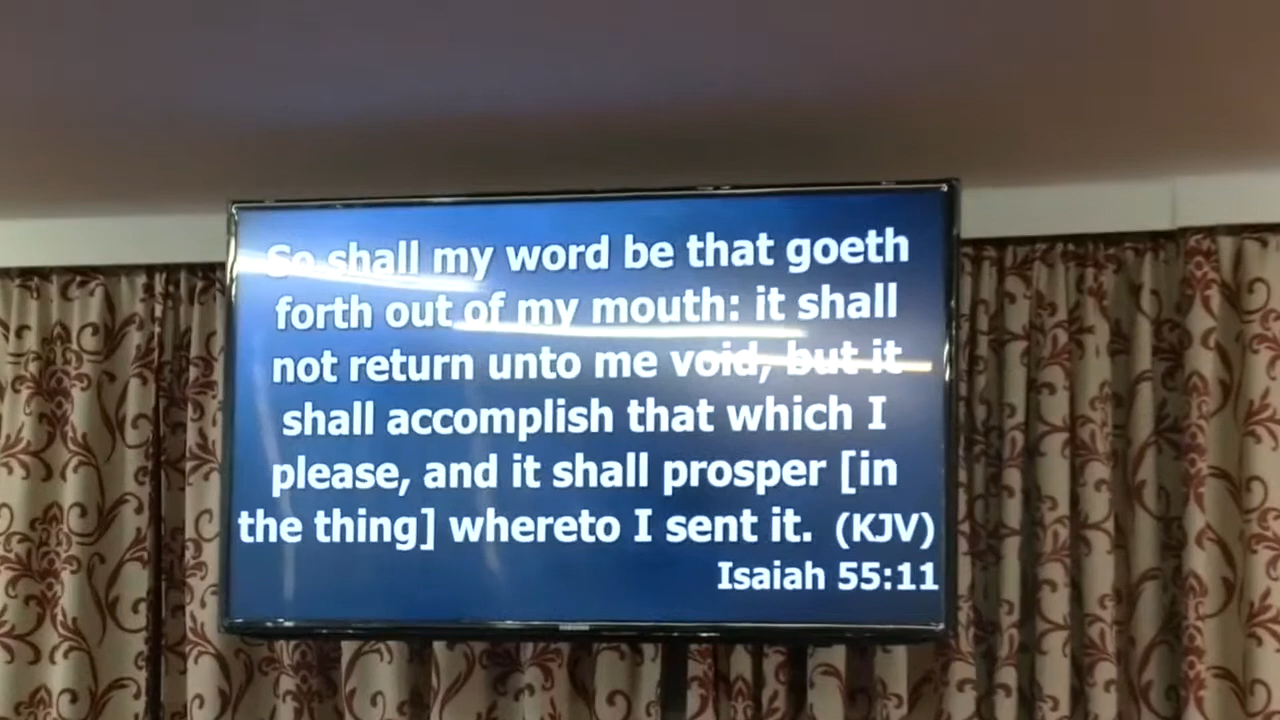 So shall my word be that goeth
forth out of my mouth: it shall
not return unto me void, but it
shall accomplish that which I
please, and it shall prosper [in
the thing] whereto I sent it. (KJV)
Isaiah 55:11